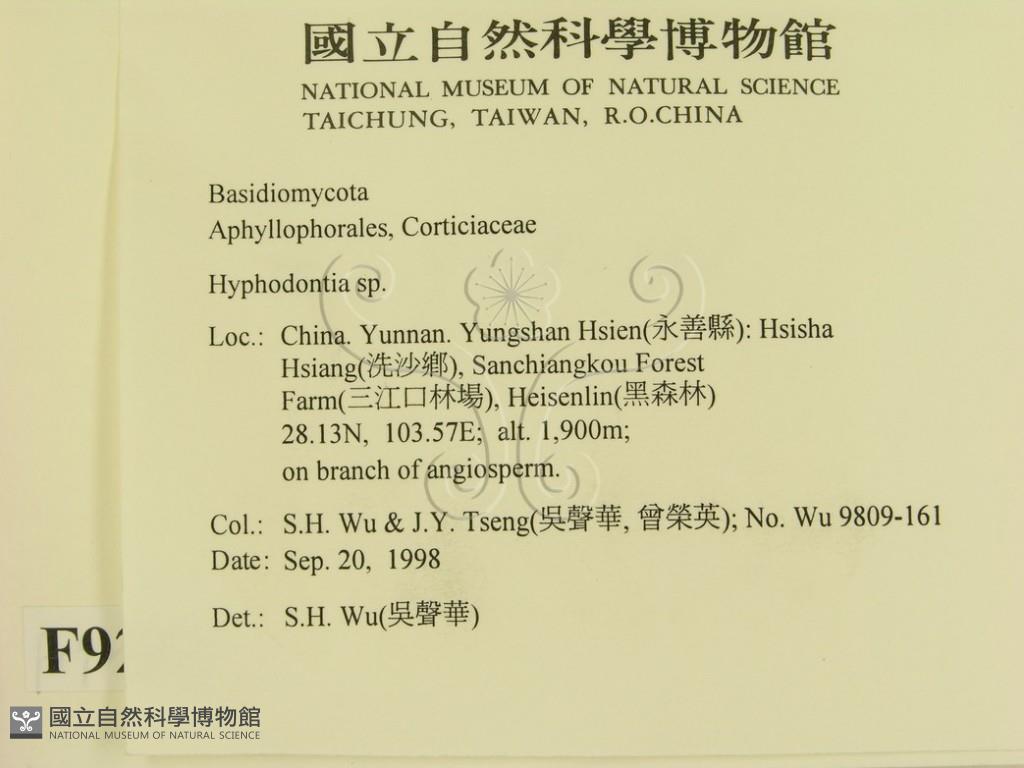 國立自然科學博物館
NATIONAL MUSEUM OF NATURAL SCIENCE
TAICHUNG, TAIWAN, R.O.CHINA
Basidiomycota
Aphyllophorales, Corticiaceae
Hyphodontia sp.
Loc.: China. Yunnan. Yungshan Hsien(永善縣): Hsisha
Hsiang(洗沙鄉), Sanchiangkou Forest
Farm(三江口林場), Heisenlin(黑森林)
28.13N, 103.57E; alt. 1,900m;
on branch of angiosperm.
Col.: S.H. Wu & J.Y. Tseng(吳聲華, 曾榮英); No. Wu 9809-161
Date: Sep. 20, 1998
Det.: S.H. Wu(吳聲華)
國立自然科學博物館
NATIONAL MUSEUM OF NATURAL SCIENCE